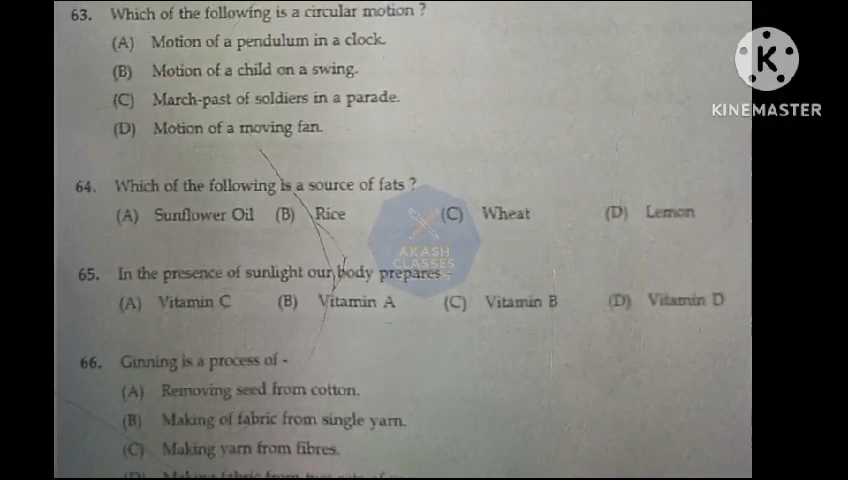 63. Which of the following is a circular motion ?
(A) Motion of a pendulum in a clock.
(B) Motion of a child on a swing.
(C) March-past of soldiers in a parade.
(D) Motion of a moving fan.
KINEMASTER
64. Which of the following is a source of fats ?
(A) Sunflower Oil (B) Rice (C) Wheat (D) Lemon
AKASH
CLASSES
65. In the presence of sunlight our body prepares -
(A) Vitamin C (B) Vitamin A (C) Vitamin B (D) Vitamin D
66. Ginning is a process of -
(A) Removing seed from cotton.
(B) Making of fabric from single yarn.
(C) Making yarn from fibres.
(D) Making fabric from